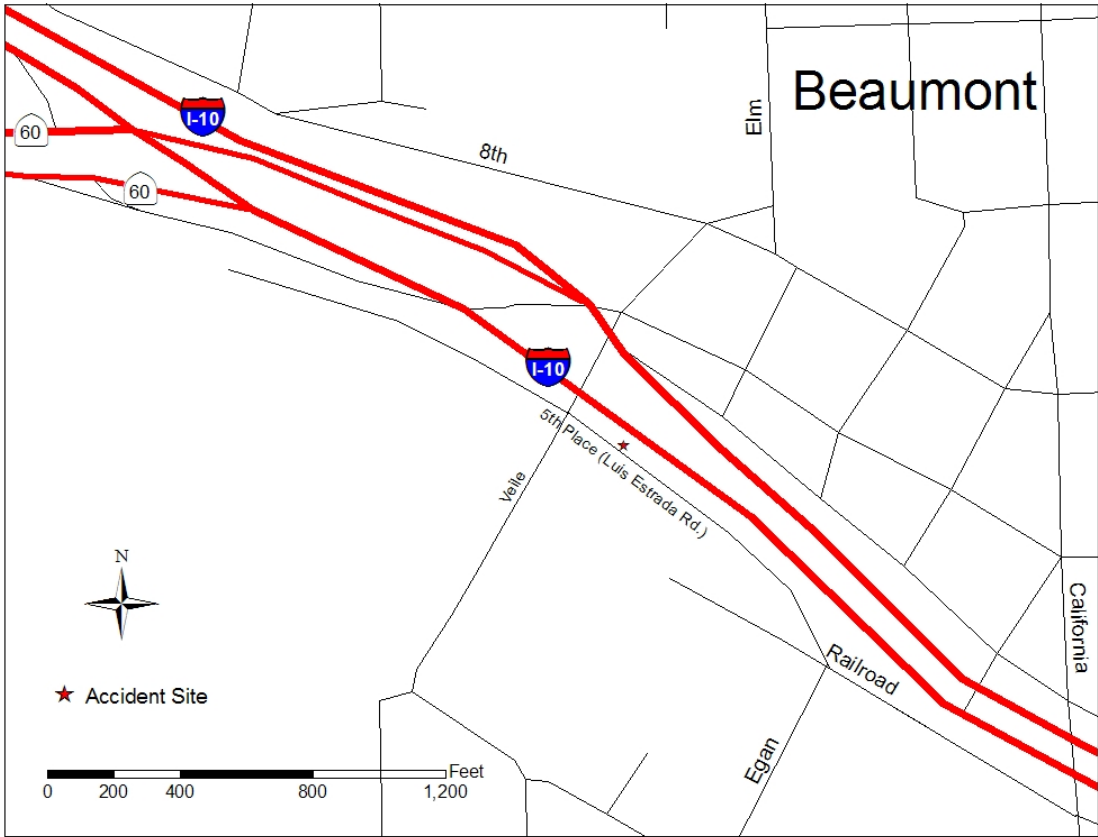 Beaumont
I-10
Elm
60
8th
60
I-10
5th Place (Luis Estrada Rd.)
Veile
N
California
Railroad
Accident Site
Egan
Feet
0 200 400 800 1,200